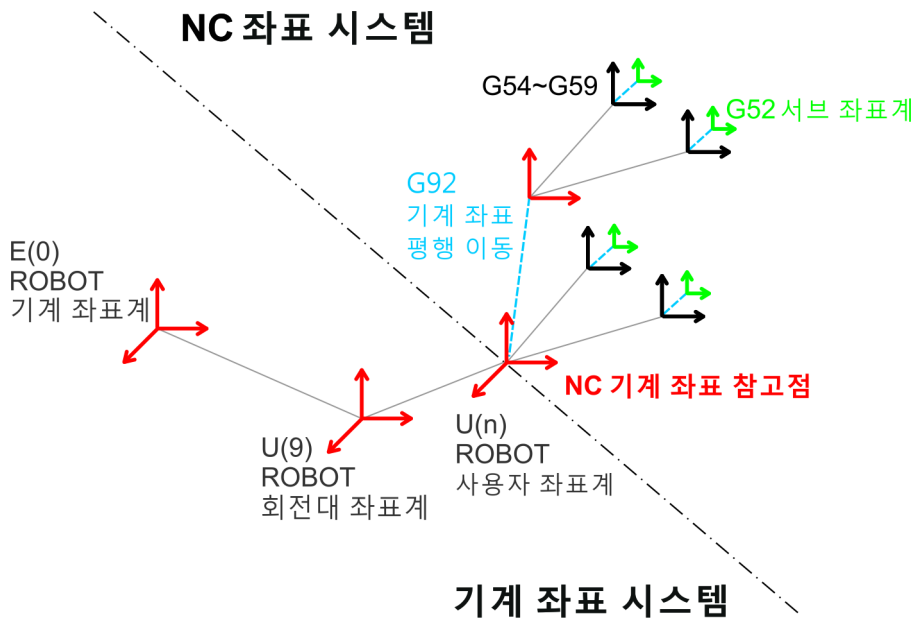 NC 좌표 시스템
G54~G59
G52 서브 좌표계
G92
기계 좌표
평행 이동
E(0)
ROBOT
기계 좌표계
NC 기계 좌표 참고점
U(9)
ROBOT
회전대 좌표계
U(n)
ROBOT
사용자 좌표계
기계 좌표 시스템